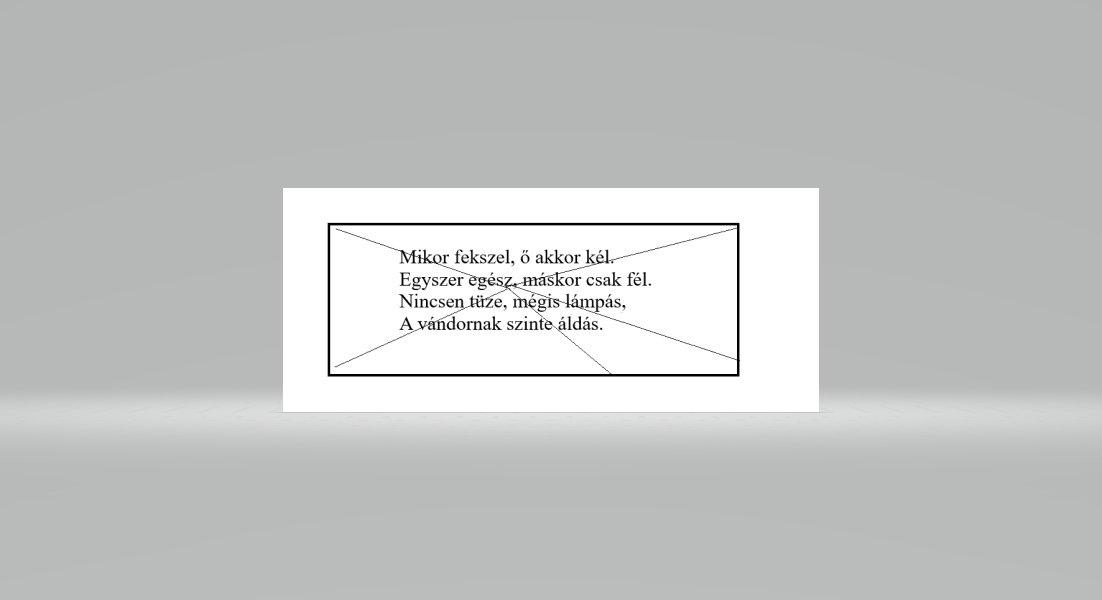 Mikor fekszel, ő akkor kél.
Egyszer egész, máskor csak fél.
Nincsen tüze, mégis lámpás,
A vándornak szinte áldás.